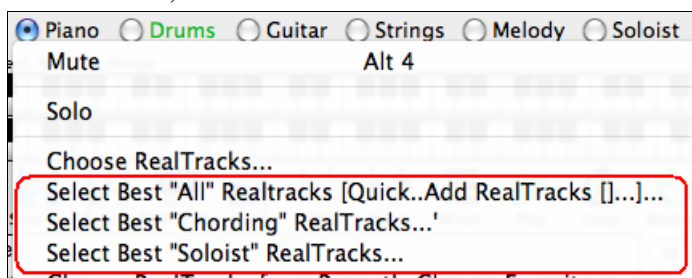 Piano Drums Guitar Strings Melody Soloist
Mute Alt 4
Solo
Choose RealTracks...
Select Best "All" Realtracks [Quick..Add RealTracks []...]...
Select Best "Chording" RealTracks...'
Select Best "Soloist" RealTracks...